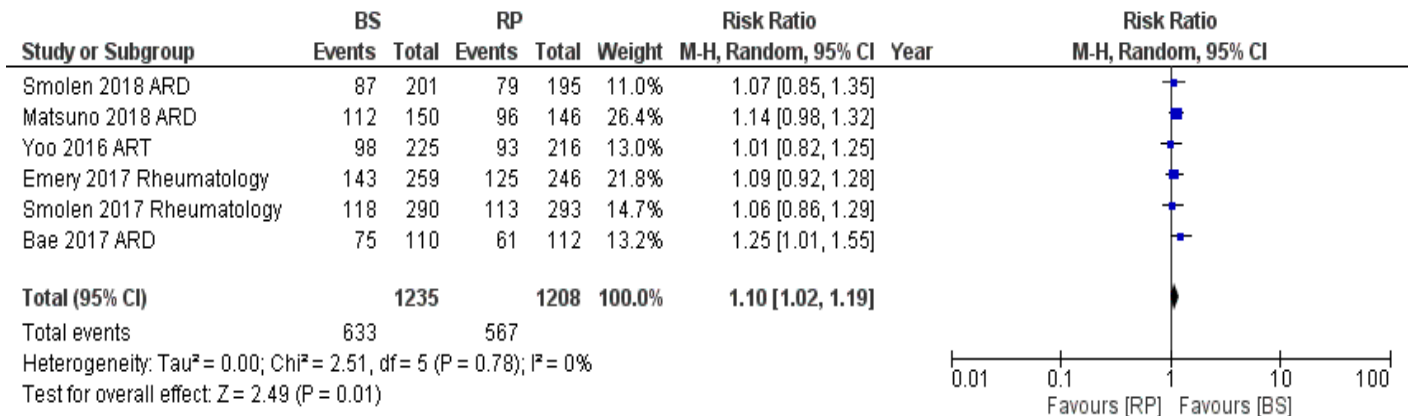 BS RP Risk Ratio Risk Ratio
Study or Subgroup Events Total Events Total Weight M-H, Random, 95% CI Year M-H, Random, 95% CI
Smolen 2018 ARD 87 201 79 195 11.0% 1.07 [0.85, 1.35]
Matsuno 2018 ARD 112 150 96 146 26.4% 1.14 [0.98, 1.32]
Yoo 2016 ART 98 225 93 216 13.0% 1.01 [0.82, 1.25]
Emery 2017 Rheumatology 143 259 125 246 21.8% 1.09 [0.92, 1.28]
Smolen 2017 Rheumatology 118 290 113 293 14.7% 1.06 [0.86, 1.29]
Bae 2017 ARD 75 110 61 112 13.2% 1.25 [1.01, 1.55]
Total (95% CI) 1235 1208 100.0% 1.10 [1.02, 1.19]
Total events 633 567
Heterogeneity: Tau² = 0.00; Chi² = 2.51, df = 5 (P = 0.78); I² = 0%
Test for overall effect: Z = 2.49 (P = 0.01)
0.01 0.1 1 10 100
Favours [RP] Favours [BS]